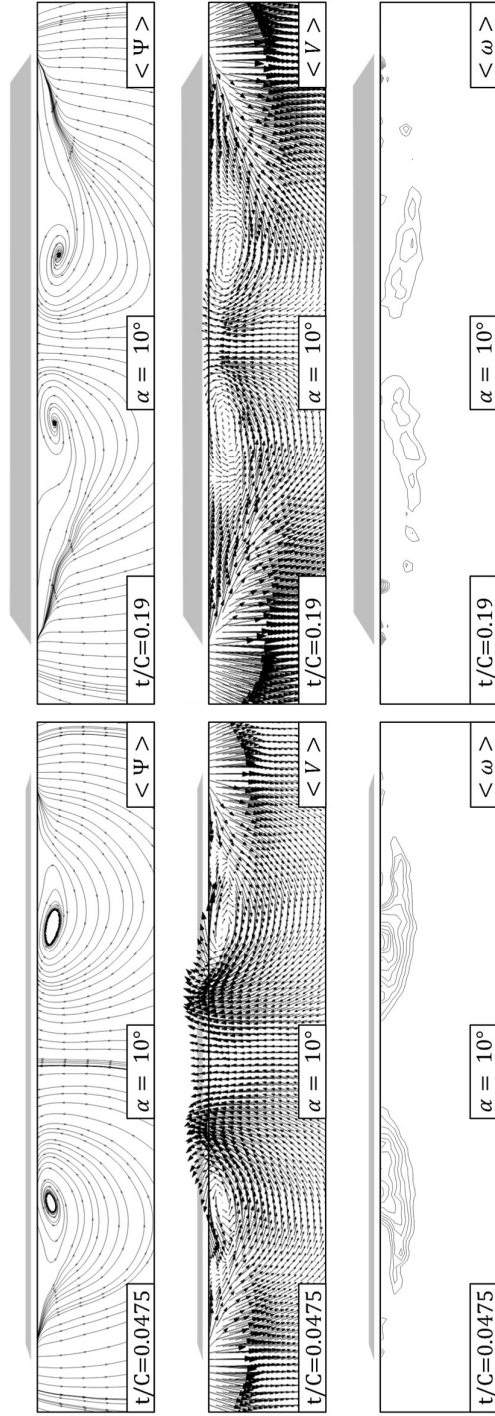 t/C=0.0475
α = 10°
< Ψ >
t/C=0.19
α = 10°
< Ψ >
t/C=0.0475
α = 10°
< V >
t/C=0.19
α = 10°
< V >
t/C=0.0475
α = 10°
< ω >
t/C=0.19
α = 10°
< ω >